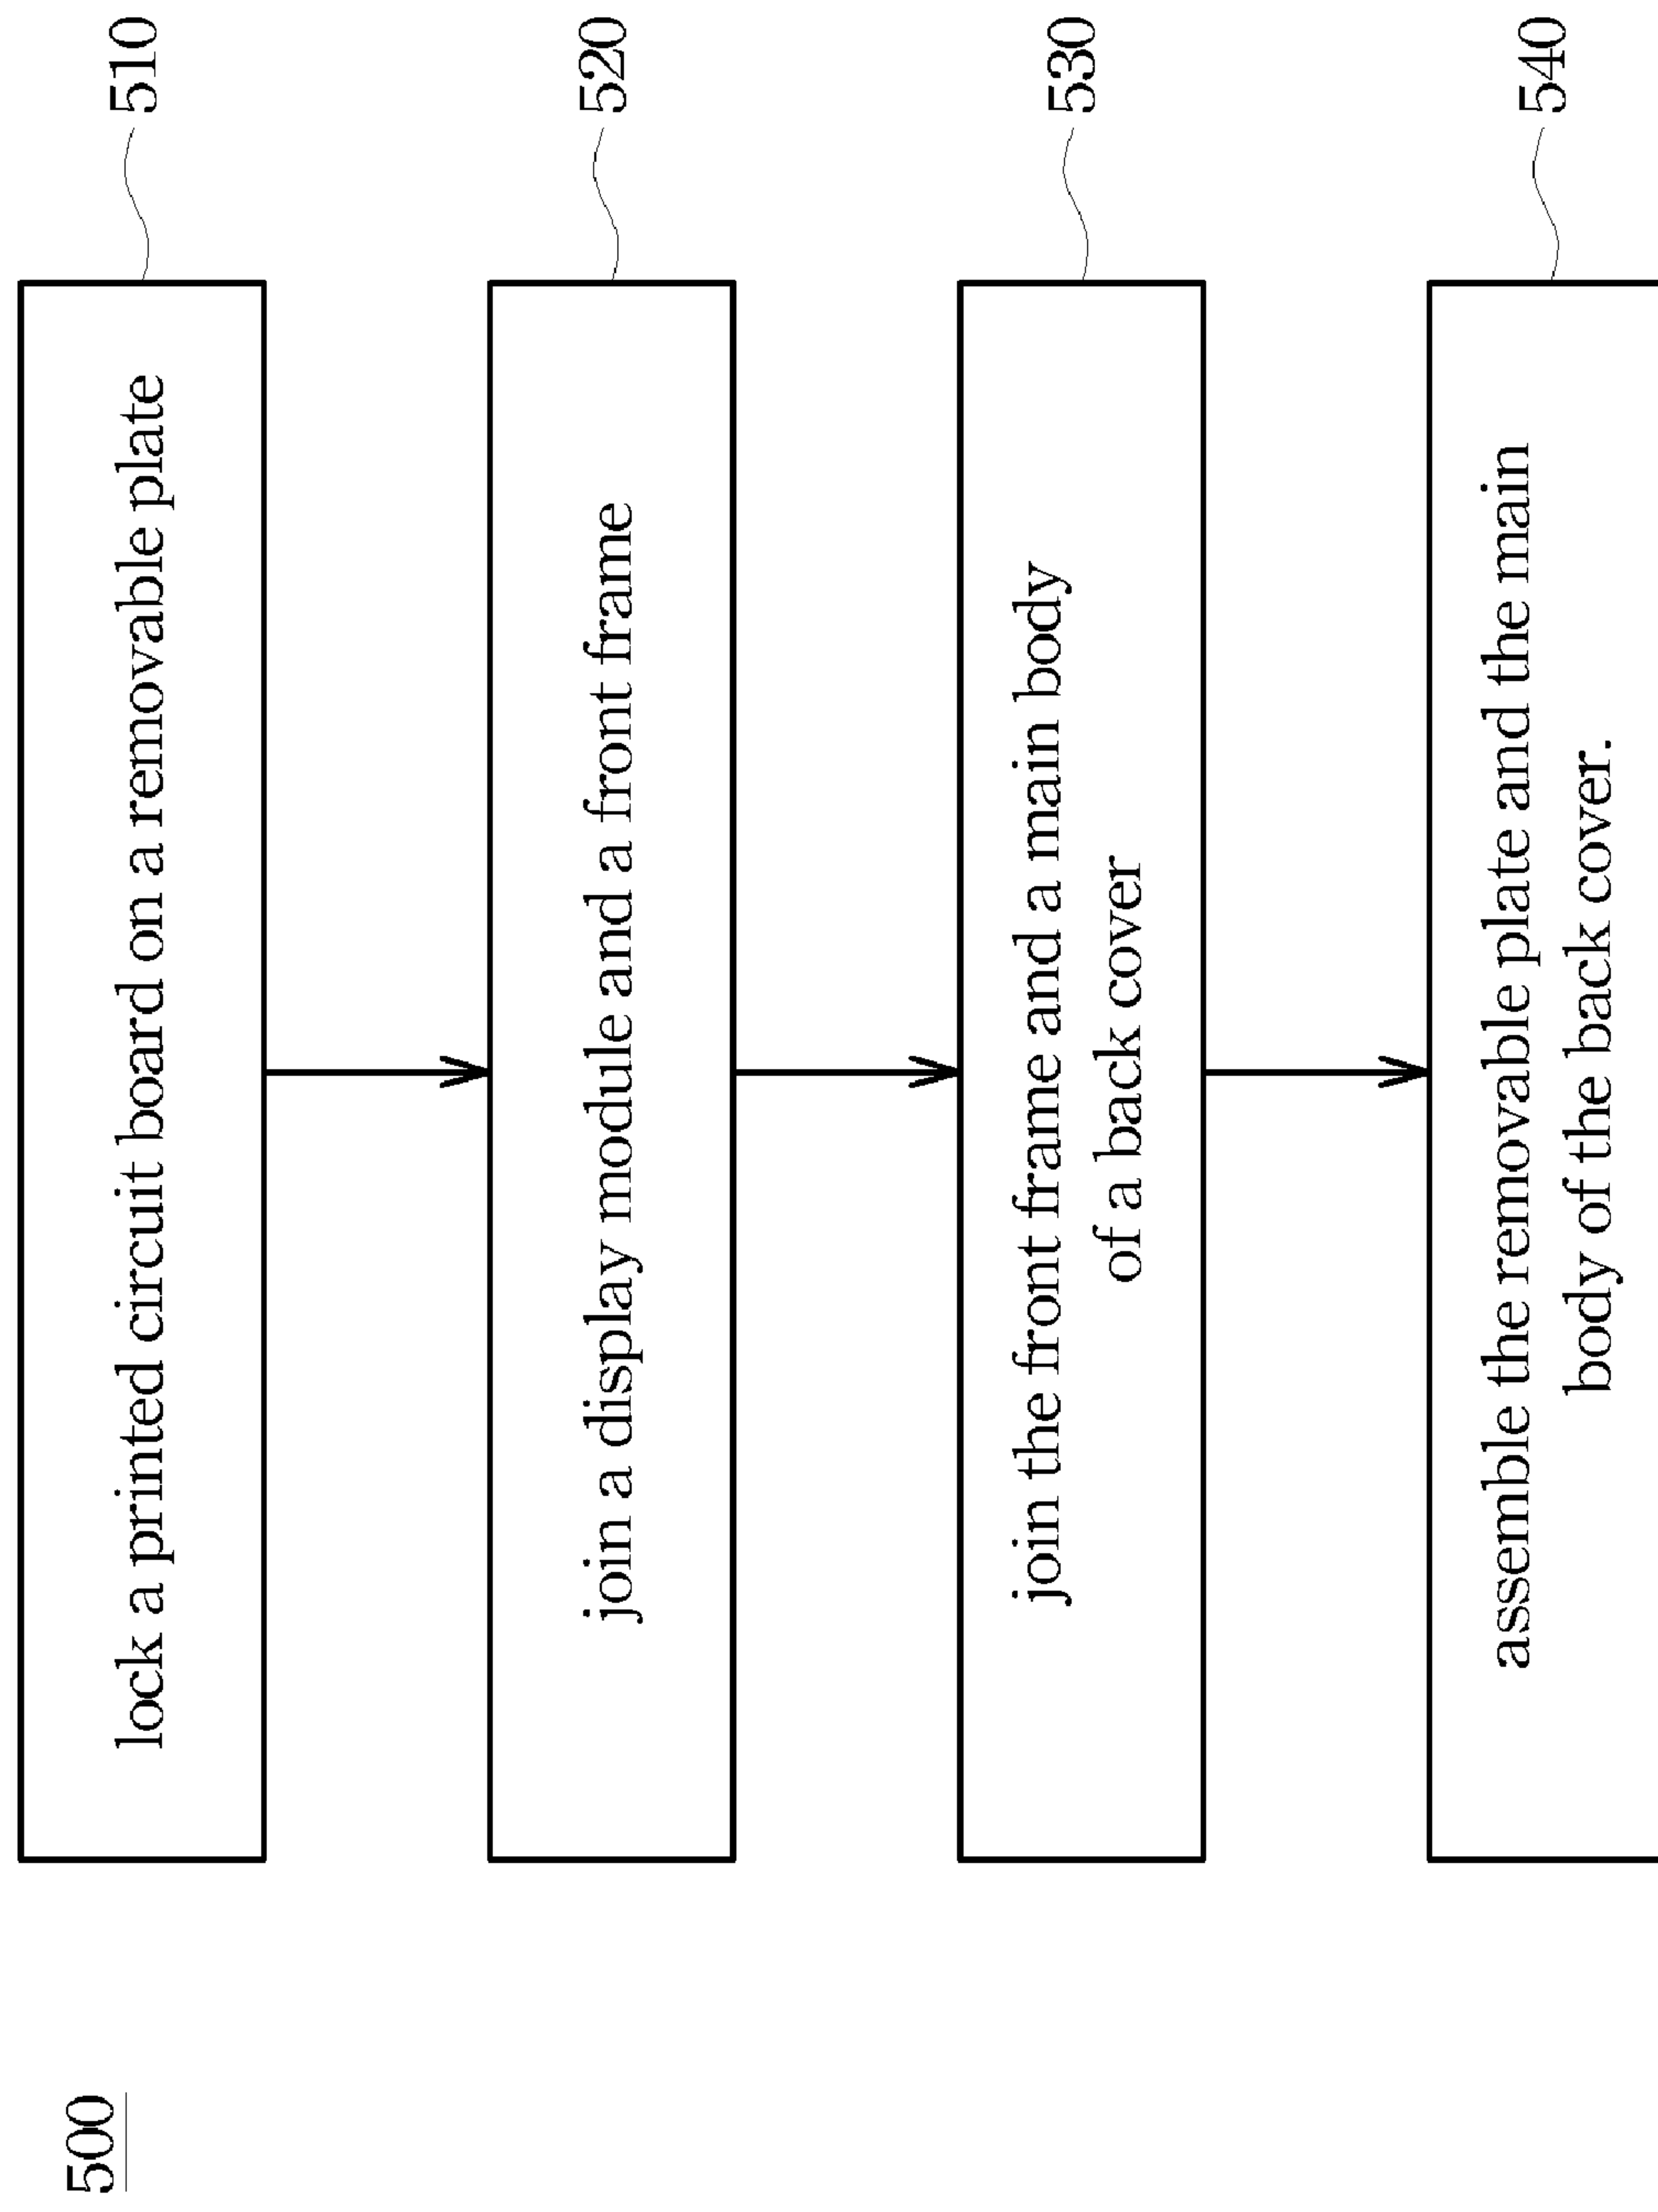 500
lock a printed circuit board on a removable plate
510
join a display module and a front frame
520
join the front frame and a main body
of a back cover
530
assemble the removable plate and the main
body of the back cover.
540